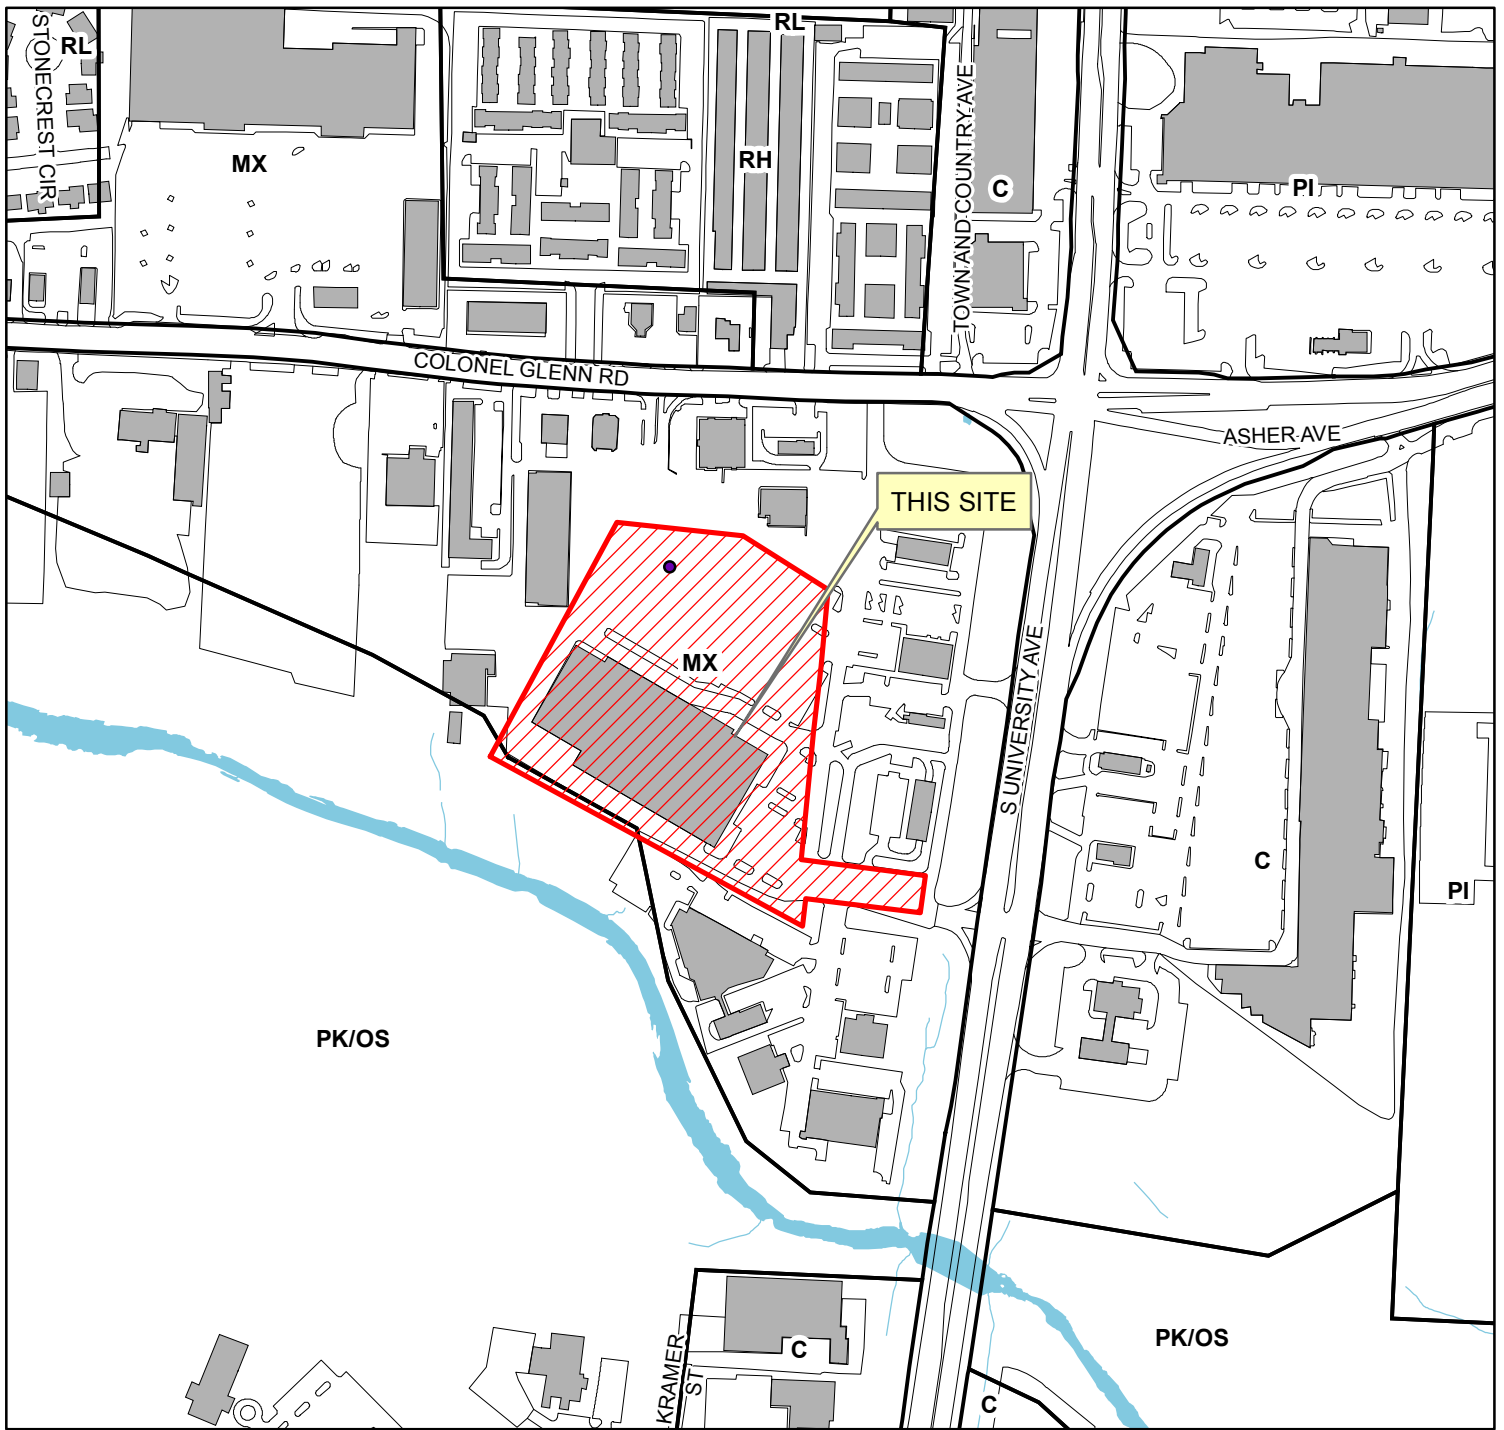 STONECREST CIR
RL
RL
MX
RH
TOWN AND COUNTRY AVE
C
PI
COLONEL GLENN RD
ASHER AVE
THIS SITE
MX
S UNIVERSITY AVE
C
PI
PK/OS
PK/OS
KRAMER
ST
C
C